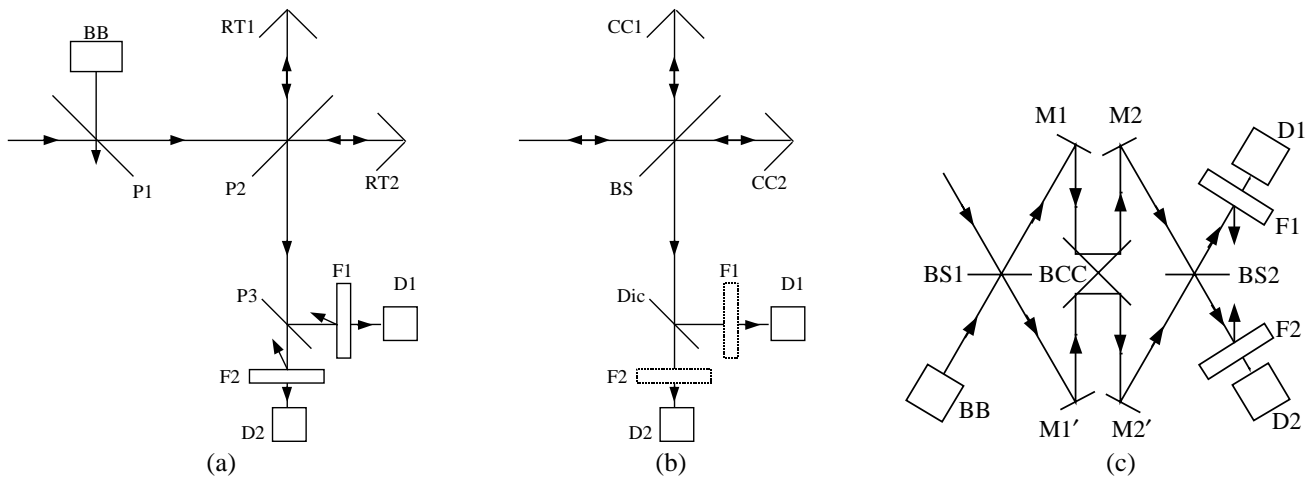 BB
RT1
P1
P2
RT2
P3
F1
D1
F2
D2
(a)
CC1
BS
CC2
Dic
F1
D1
F2
D2
(b)
M1
M2
D1
F1
BS1
BCC
BS2
F2
BB
M1′
M2′
D2
(c)